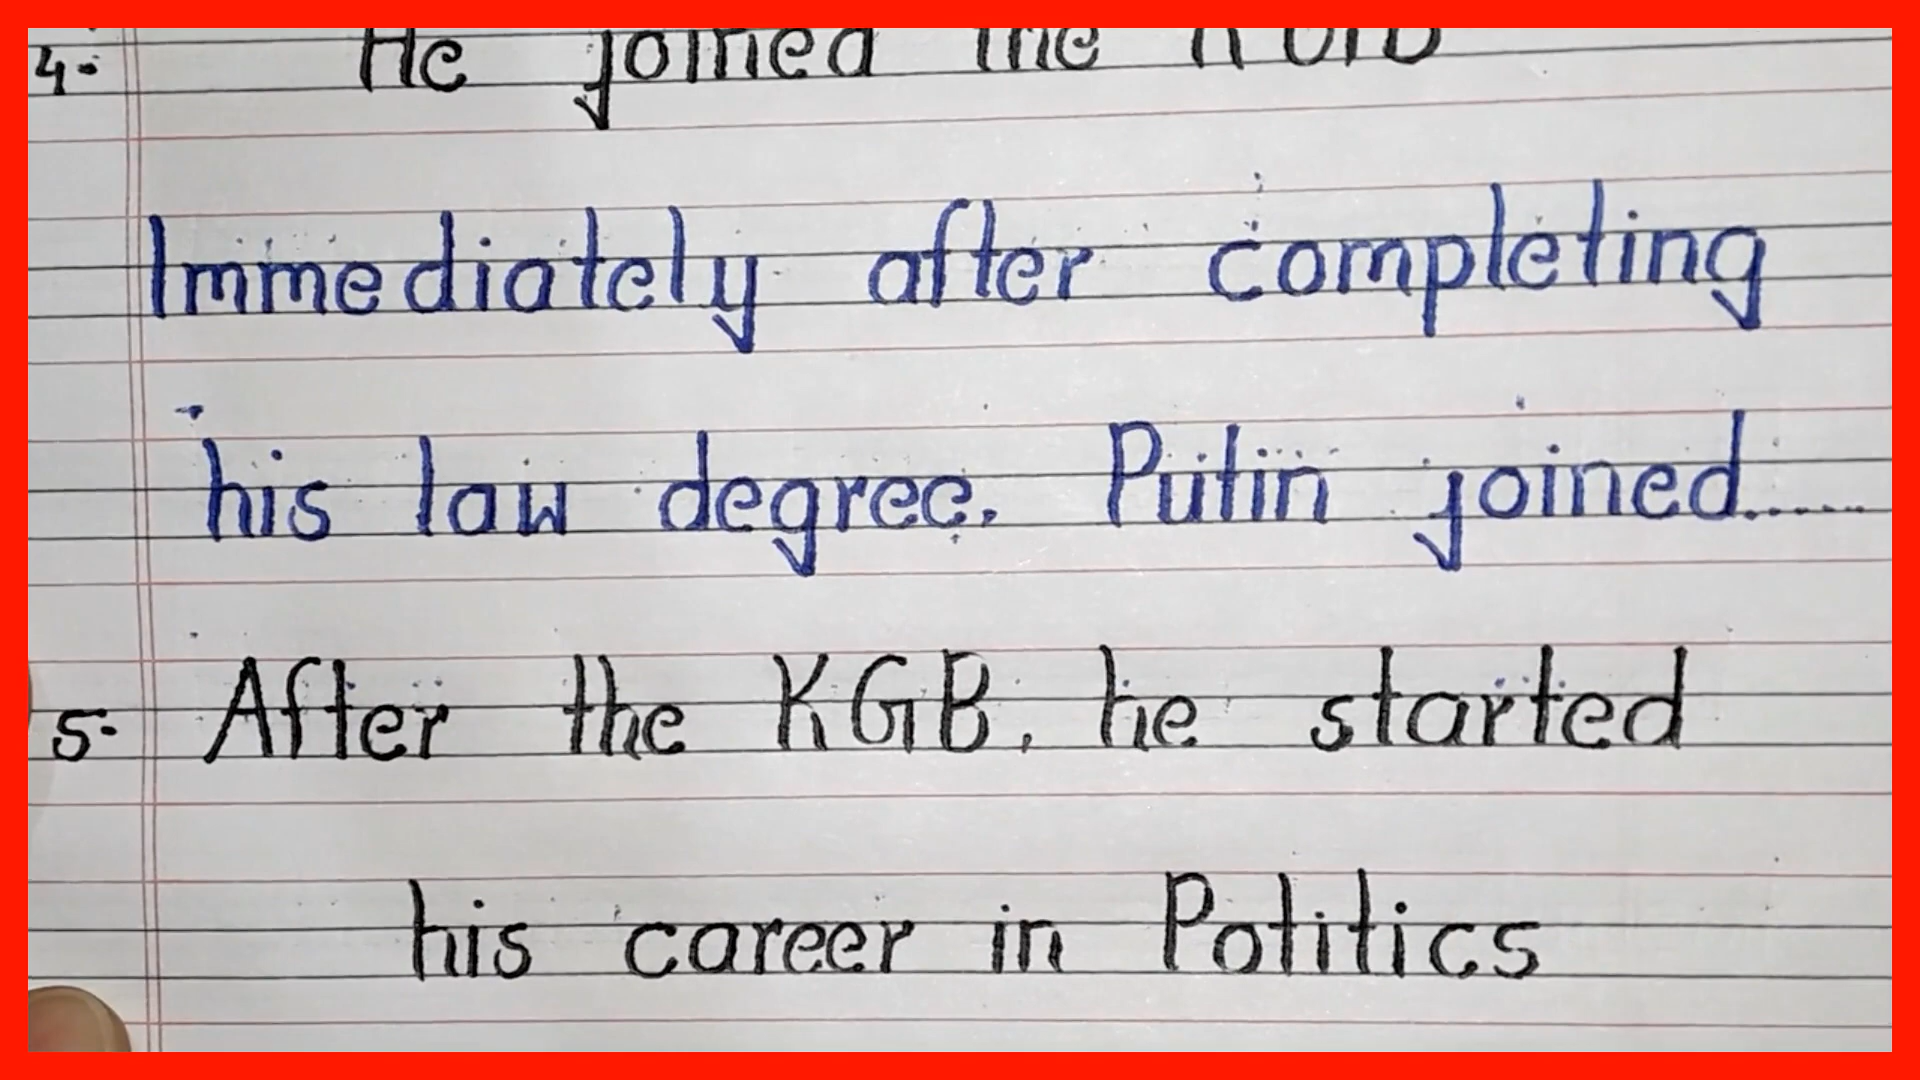 4- He joined the KGB
Immediately after completing
his law degree, Putin joined......
5- After the KGB, he started
his career in Politics